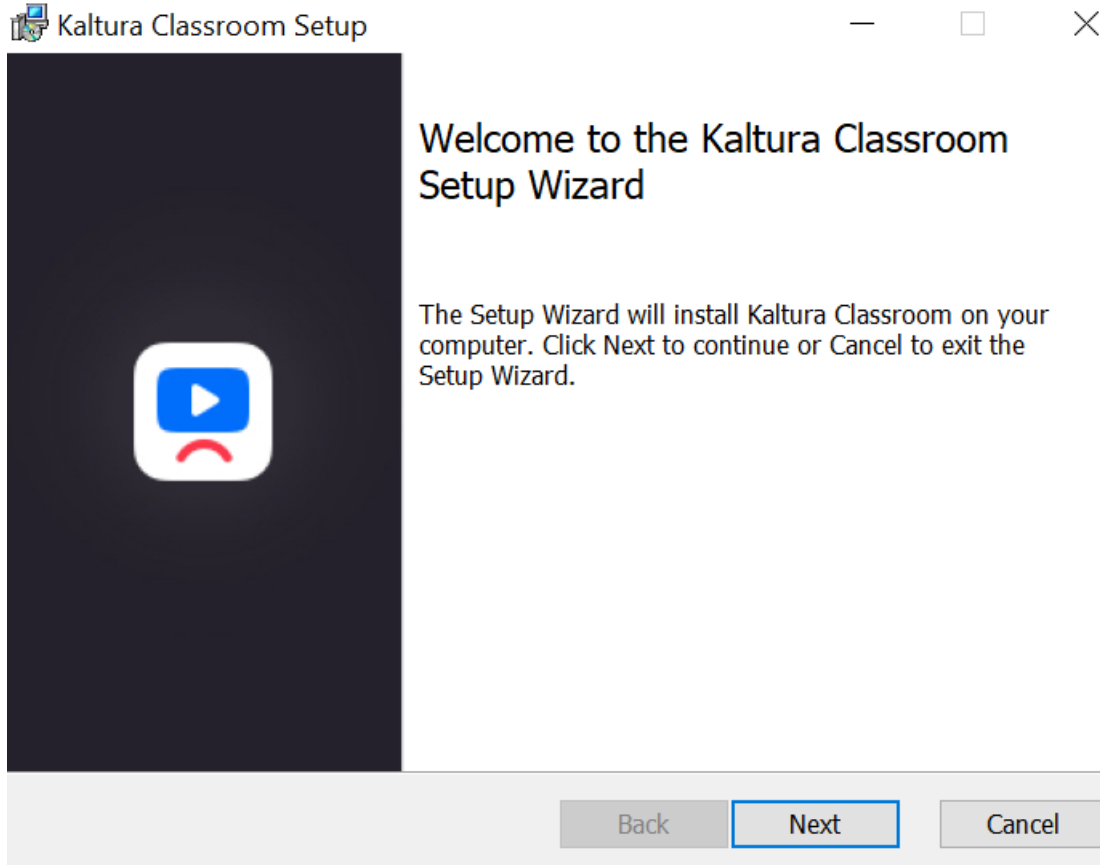 Kaltura Classroom Setup
Welcome to the Kaltura Classroom
Setup Wizard
The Setup Wizard will install Kaltura Classroom on your
computer. Click Next to continue or Cancel to exit the
Setup Wizard.
Back Next Cancel